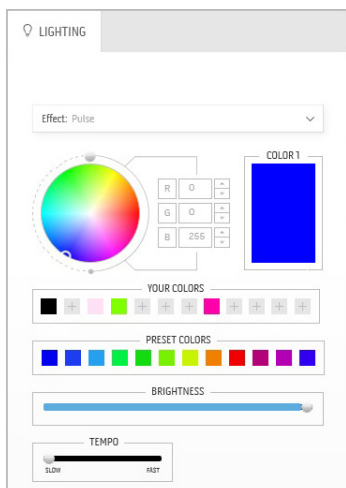 LIGHTING
Effect: Pulse
COLOR 1
R 0
G 0
B 255
YOUR COLORS
PRESET COLORS
BRIGHTNESS
TEMPO
SLOW FAST